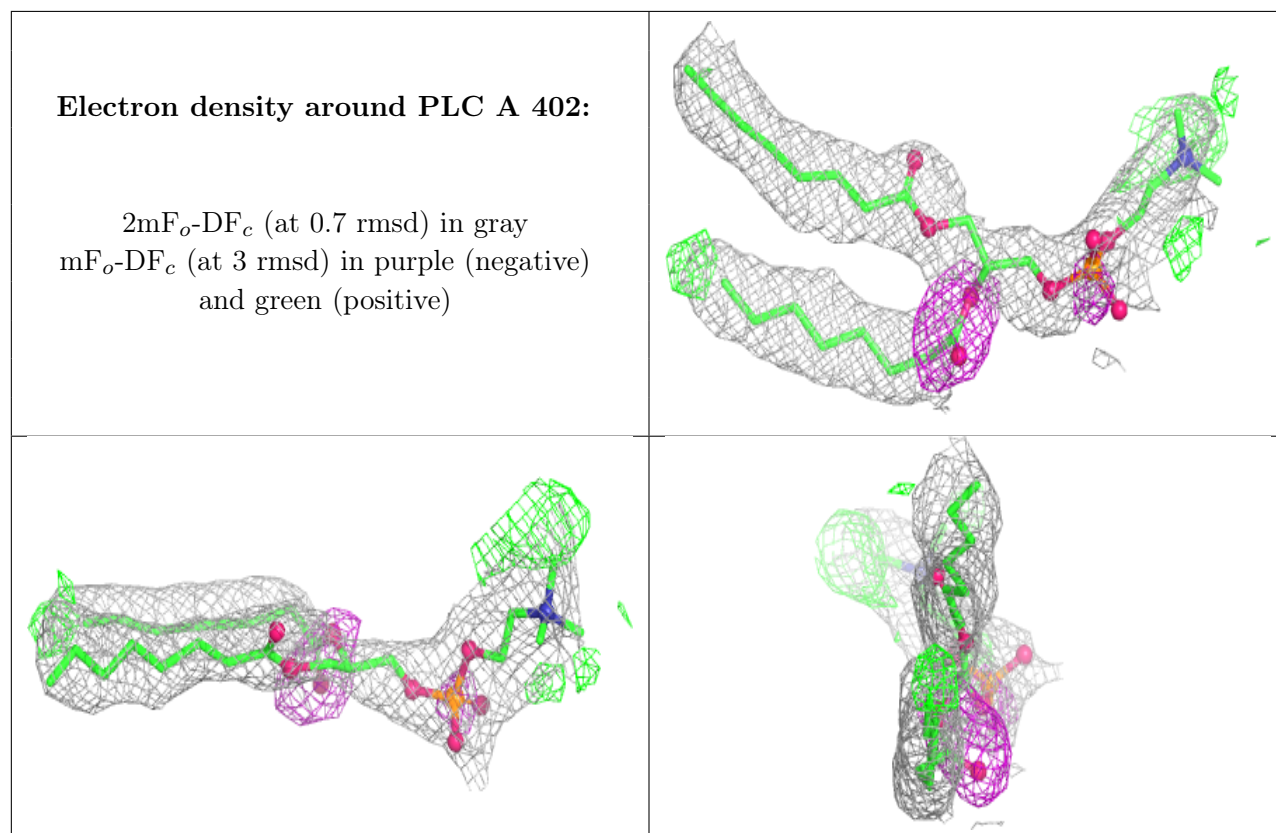 Electron density around PLC A 402:
2mFo-DFc (at 0.7 rmsd) in gray
mFo-DFc (at 3 rmsd) in purple (negative)
and green (positive)